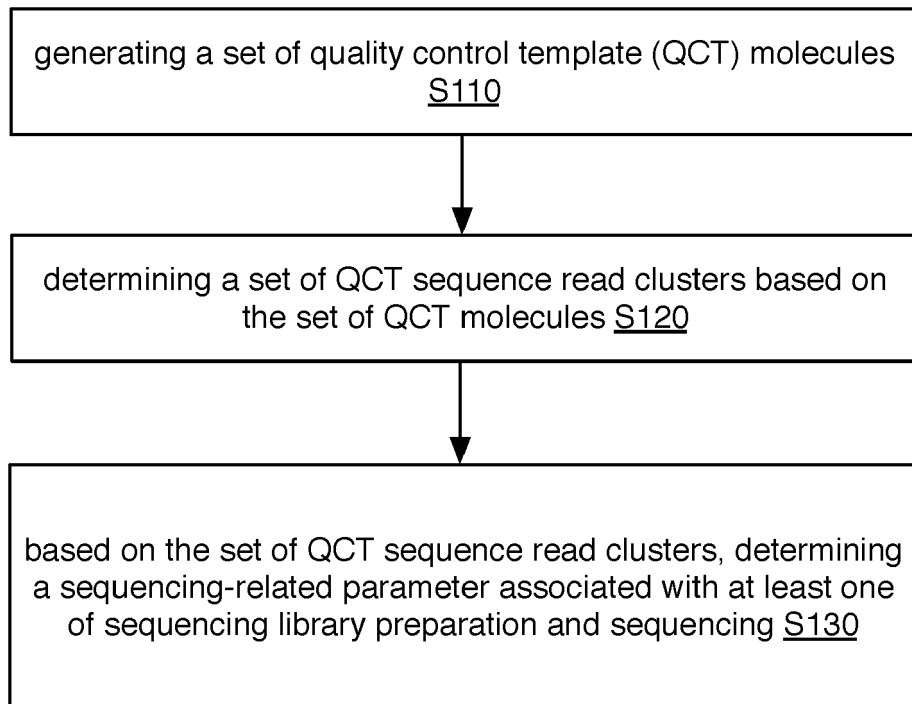 generating a set of quality control template (QCT) molecules
S110
determining a set of QCT sequence read clusters based on
the set of QCT molecules S120
based on the set of QCT sequence read clusters, determining
a sequencing-related parameter associated with at least one
of sequencing library preparation and sequencing S130